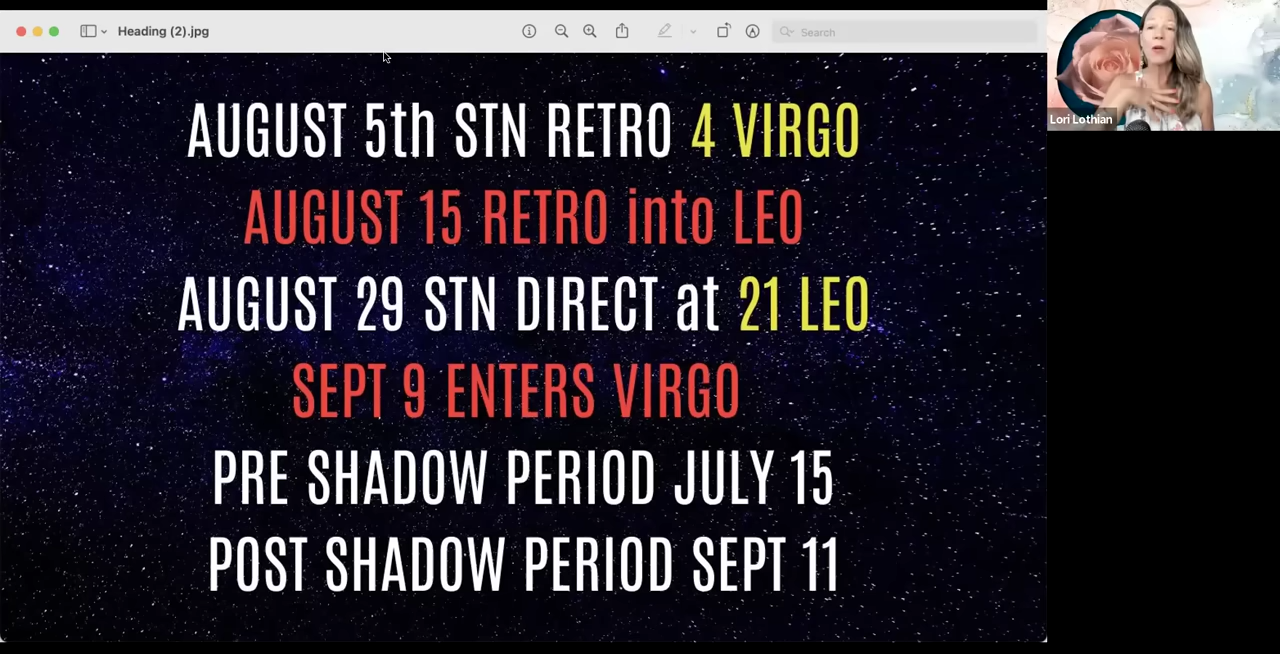 Heading (2).jpg
Search
Lori Lothian
AUGUST 5th STN RETRO 4 VIRGO
AUGUST 15 RETRO into LEO
AUGUST 29 STN DIRECT at 21 LEO
SEPT 9 ENTERS VIRGO
PRE SHADOW PERIOD JULY 15
POST SHADOW PERIOD SEPT 11